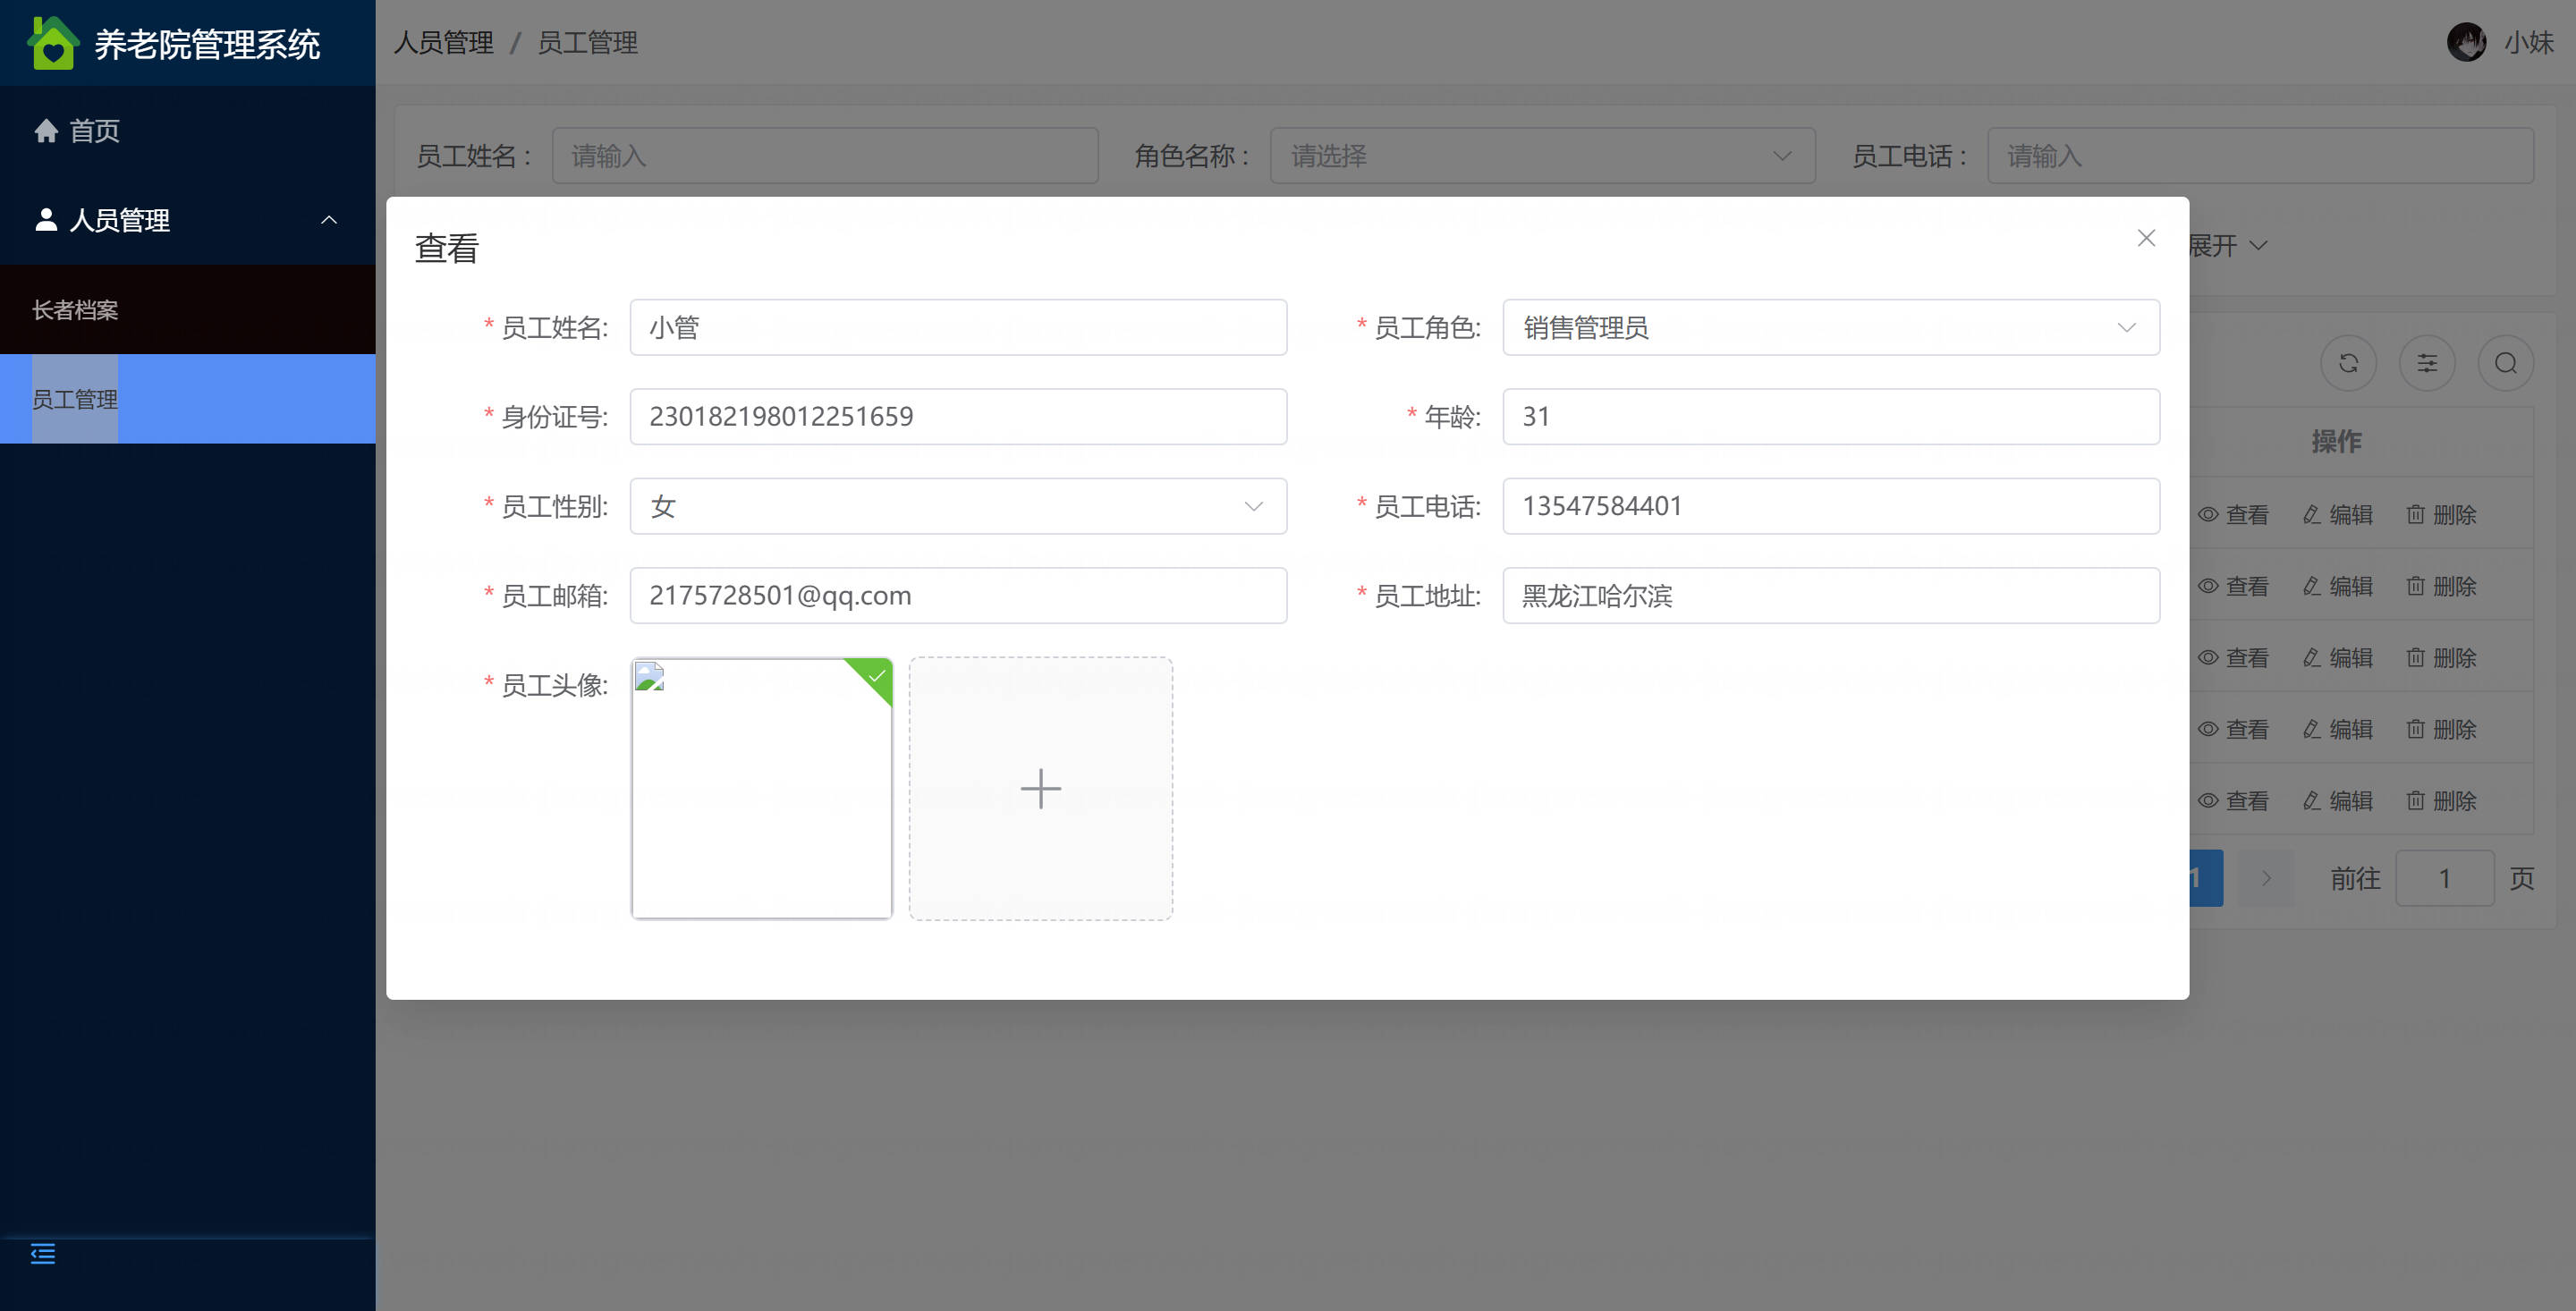 养老院管理系统
人员管理 / 员工管理
小妹
首页
人员管理
长者档案
员工管理
员工姓名： 请输入
角色名称： 请选择
员工电话： 请输入
展开
查看
* 员工姓名: 小管
* 员工角色: 销售管理员
* 身份证号: 230182198012251659
* 年龄: 31
* 员工性别: 女
* 员工电话: 13547584401
* 员工邮箱: 2175728501@qq.com
* 员工地址: 黑龙江哈尔滨
* 员工头像:
操作
查看 编辑 删除
查看 编辑 删除
查看 编辑 删除
查看 编辑 删除
查看 编辑 删除
1 前往 1 页